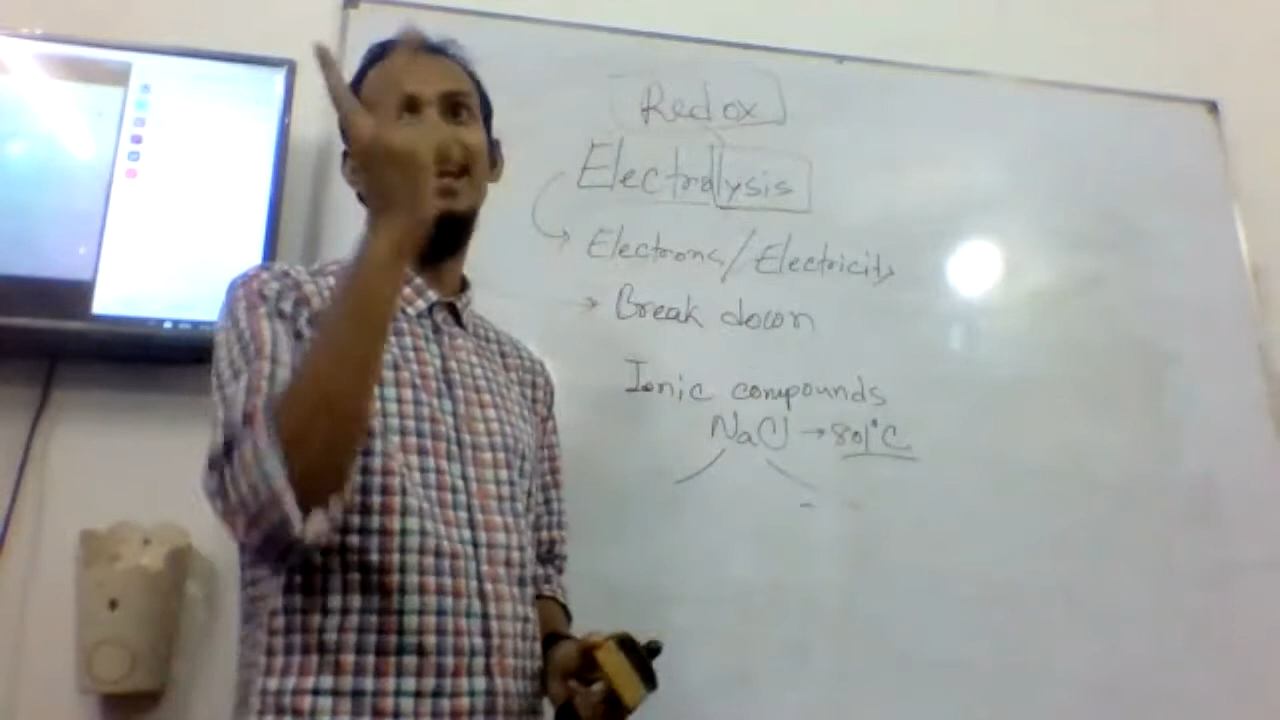 Redox
Electrolysis
→ Electrons/Electricity
→ Break down
Ionic compounds
NaCl → 801°C
-